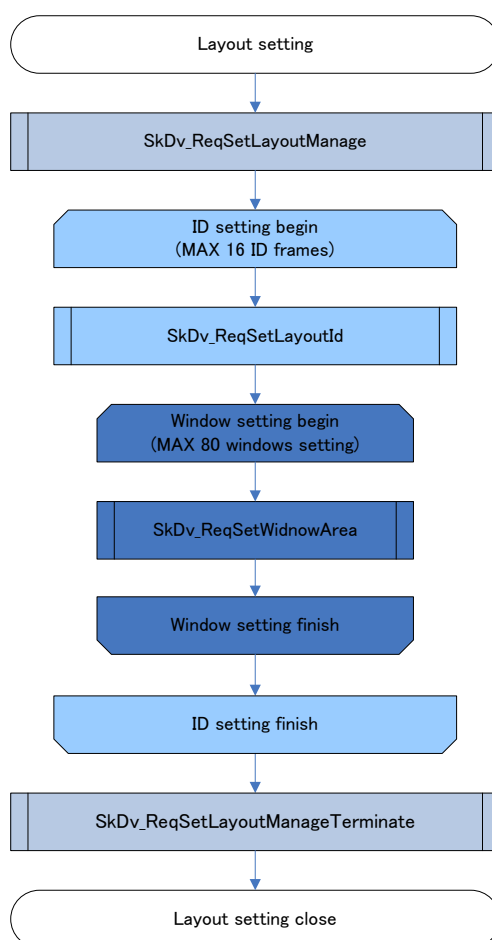 Layout setting
SkDv_ReqSetLayoutManage
ID setting begin
(MAX 16 ID frames)
SkDv_ReqSetLayoutId
Window setting begin
(MAX 80 windows setting)
SkDv_ReqSetWidnowArea
Window setting finish
ID setting finish
SkDv_ReqSetLayoutManageTerminate
Layout setting close